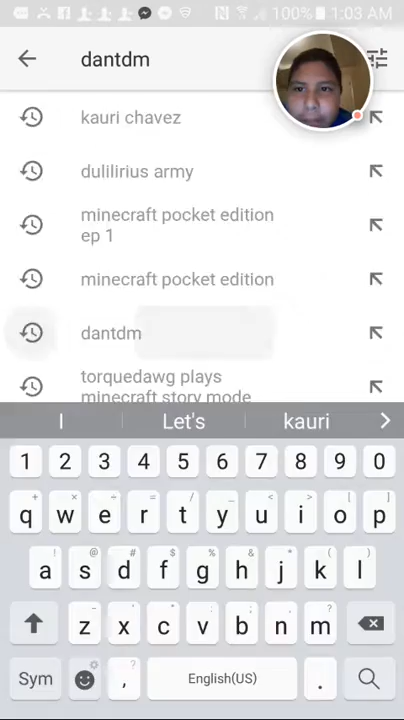 100% 1:03 AM
dantdm
kauri chavez
dulilirius army
minecraft pocket edition
ep 1
minecraft pocket edition
dantdm
torquedawg plays
minecraft story mode
I Let's kauri
1 2 3 4 5 6 7 8 9 0
+ × ÷ = / _ < > [ ]
q w e r t y u i o p
! @ # $ % & * ( )
a s d f g h j k l
- ' " : ; , ?
z x c v b n m
Sym , ? English(US) .